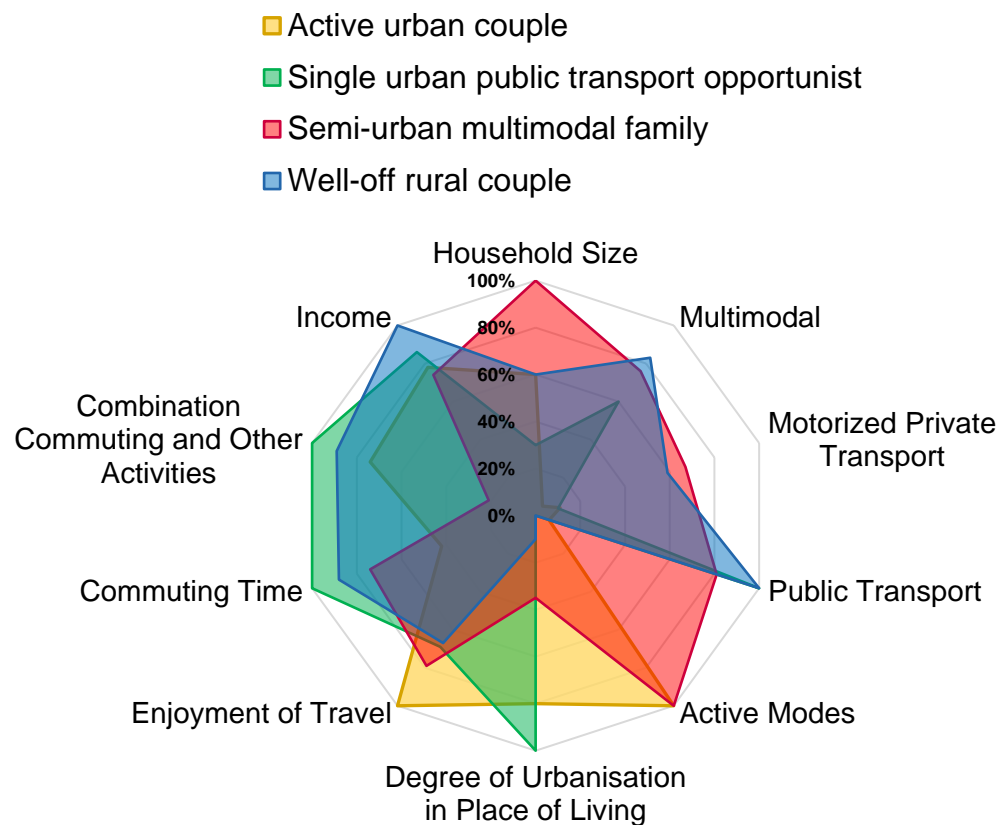 Active urban couple
Single urban public transport opportunist
Semi-urban multimodal family
Well-off rural couple
Household Size
100%
80%
60%
40%
20%
0%
Multimodal
Motorized Private
Transport
Public Transport
Active Modes
Degree of Urbanisation
in Place of Living
Enjoyment of Travel
Commuting Time
Combination
Commuting and Other
Activities
Income